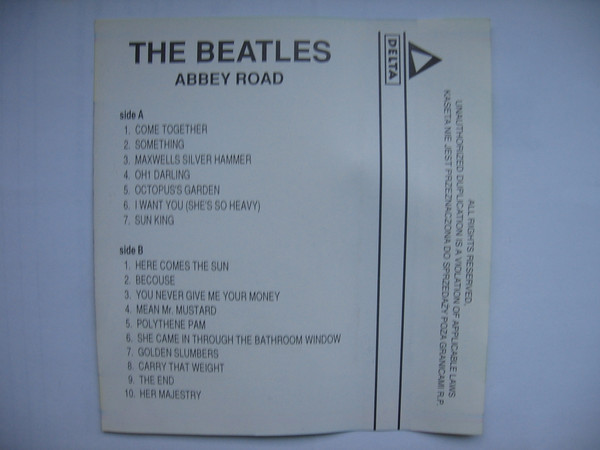 THE BEATLES
ABBEY ROAD
side A
1. COME TOGETHER
2. SOMETHING
3. MAXWELLS SILVER HAMMER
4. OH1 DARLING
5. OCTOPUS'S GARDEN
6. I WANT YOU (SHE'S SO HEAVY)
7. SUN KING
side B
1. HERE COMES THE SUN
2. BECOUSE
3. YOU NEVER GIVE ME YOUR MONEY
4. MEAN Mr. MUSTARD
5. POLYTHENE PAM
6. SHE CAME IN THROUGH THE BATHROOM WINDOW
7. GOLDEN SLUMBERS
8. CARRY THAT WEIGHT
9. THE END
10. HER MAJESTRY
DELTA
ALL RIGHTS RESERVED,
UNAUTHORIZED DUPLICATION IS A VIOLATION OF APPLICABLE LAWS
KASETA NIE JEST PRZEZNACZONA DO SPRZEDAŻY POZA GRANICAMI R.P.